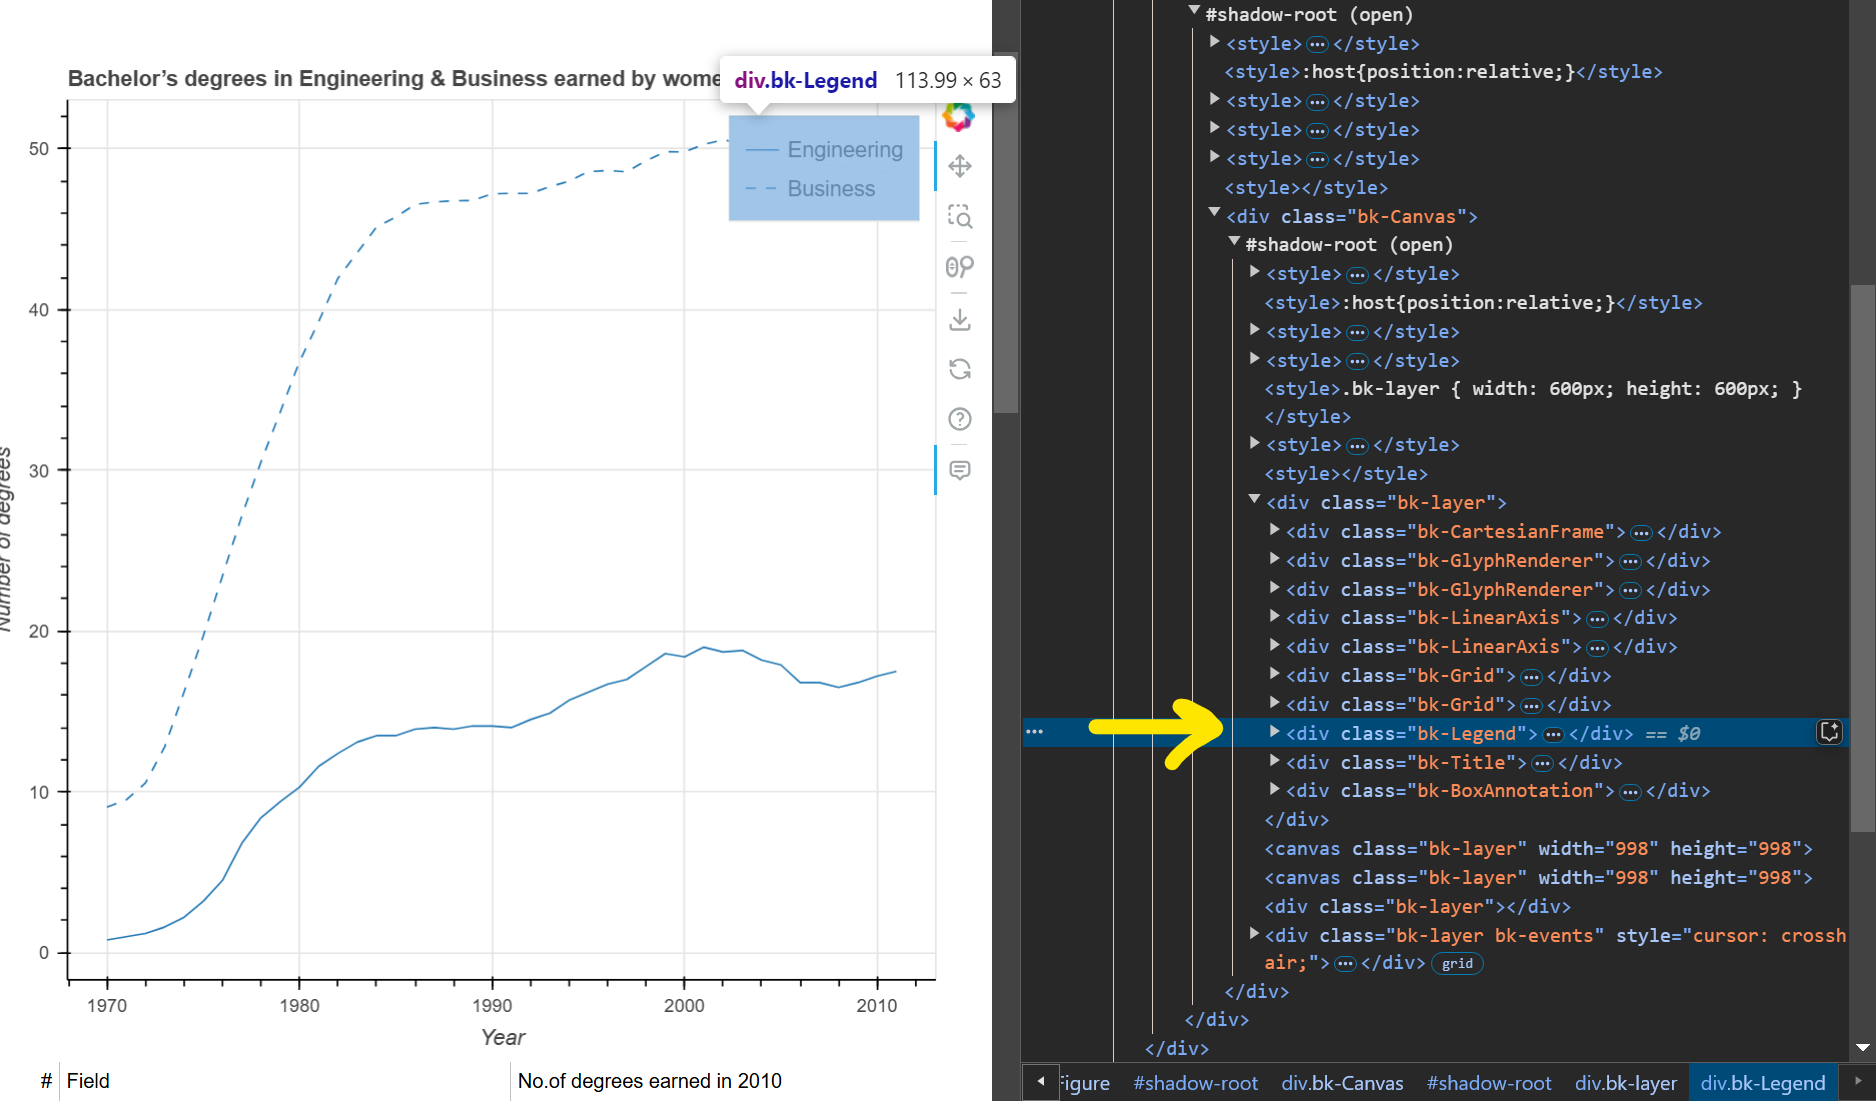 Bachelor's degrees in Engineering & Business earned by wome
div.bk-Legend 113.99 × 63
Engineering
Business
50
40
30
20
10
0
Number of degrees
1970 1980 1990 2000 2010
Year
# Field No.of degrees earned in 2010
#shadow-root (open)
<style>…</style>
<style>:host{position:relative;}</style>
<style>…</style>
<style>…</style>
<style>…</style>
<style></style>
<div class="bk-Canvas">
#shadow-root (open)
<style>…</style>
<style>:host{position:relative;}</style>
<style>…</style>
<style>…</style>
<style>.bk-layer { width: 600px; height: 600px; }
</style>
<style>…</style>
<style></style>
<div class="bk-layer">
<div class="bk-CartesianFrame">…</div>
<div class="bk-GlyphRenderer">…</div>
<div class="bk-GlyphRenderer">…</div>
<div class="bk-LinearAxis">…</div>
<div class="bk-LinearAxis">…</div>
<div class="bk-Grid">…</div>
<div class="bk-Grid">…</div>
… <div class="bk-Legend">…</div> == $0
<div class="bk-Title">…</div>
<div class="bk-BoxAnnotation">…</div>
</div>
<canvas class="bk-layer" width="998" height="998">
<canvas class="bk-layer" width="998" height="998">
<div class="bk-layer"></div>
<div class="bk-layer bk-events" style="cursor: crossh
air;">…</div> grid
</div>
</div>
</div>
Figure #shadow-root div.bk-Canvas #shadow-root div.bk-layer div.bk-Legend